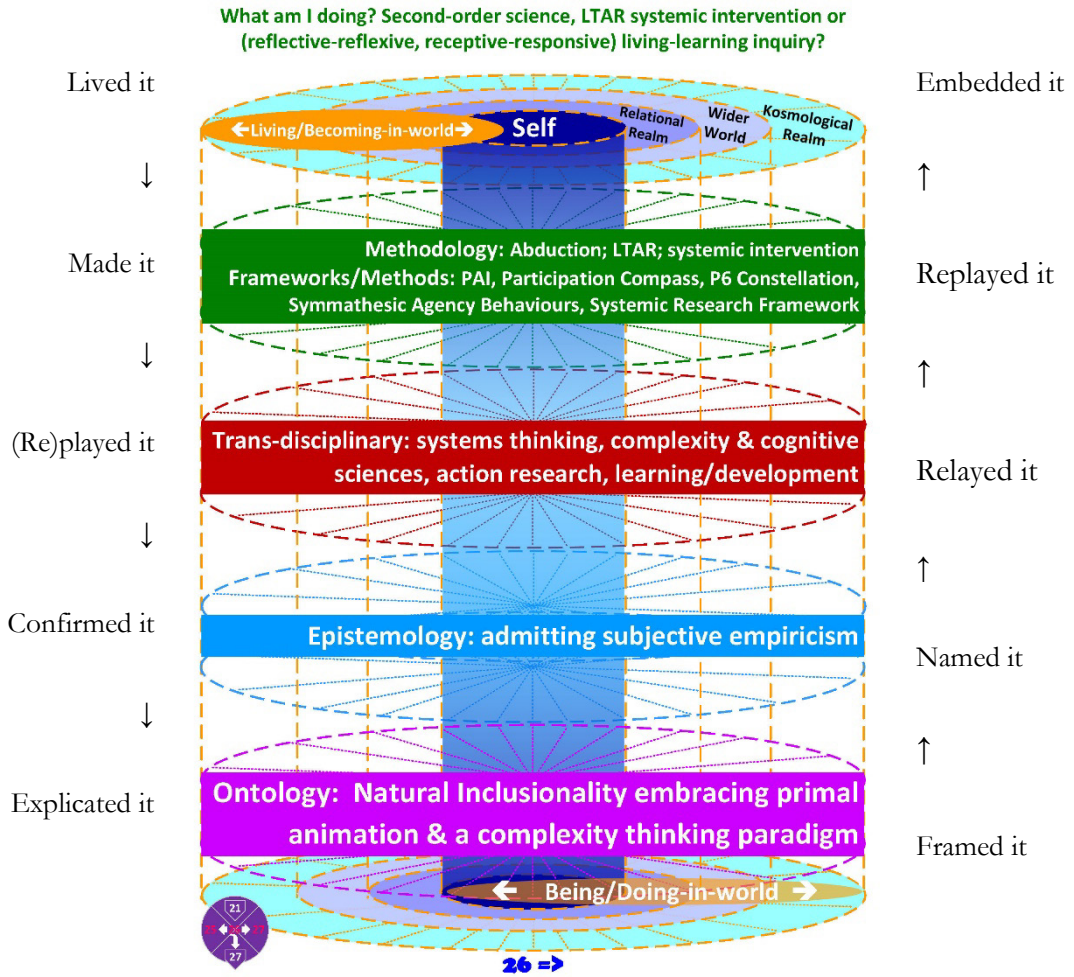 What am I doing? Second-order science, LTAR systemic intervention or
(reflective-reflexive, receptive-responsive) living-learning inquiry?
Lived it
Embedded it
←Living/Becoming-in-world→
Self
Relational
Realm
Wider
World
Kosmological
Realm
↓
↑
Made it
Methodology: Abduction; LTAR; systemic intervention
Frameworks/Methods: PAI, Participation Compass, P6 Constellation,
Symmathesic Agency Behaviours, Systemic Research Framework
Replayed it
↓
↑
(Re)played it
Trans-disciplinary: systems thinking, complexity & cognitive
sciences, action research, learning/development
Relayed it
↓
↑
Confirmed it
Epistemology: admitting subjective empiricism
Named it
↓
↑
Explicated it
Ontology: Natural Inclusionality embracing primal
animation & a complexity thinking paradigm
Framed it
← Being/Doing-in-world →
21
27
26 =>